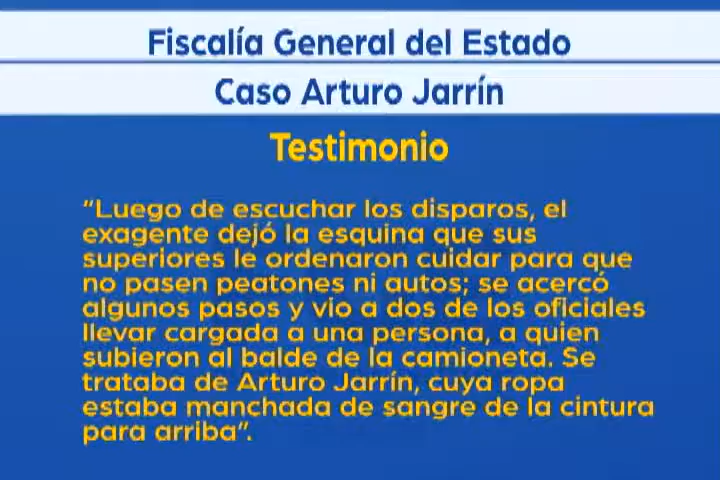 Fiscalía General del Estado
Caso Arturo Jarrín
Testimonio
“Luego de escuchar los disparos, el
exagente dejó la esquina que sus
superiores le ordenaron cuidar para que
no pasen peatones ni autos; se acercó
algunos pasos y vio a dos de los oficiales
llevar cargada a una persona, a quien
subieron al balde de la camioneta. Se
trataba de Arturo Jarrín, cuya ropa
estaba manchada de sangre de la cintura
para arriba”.